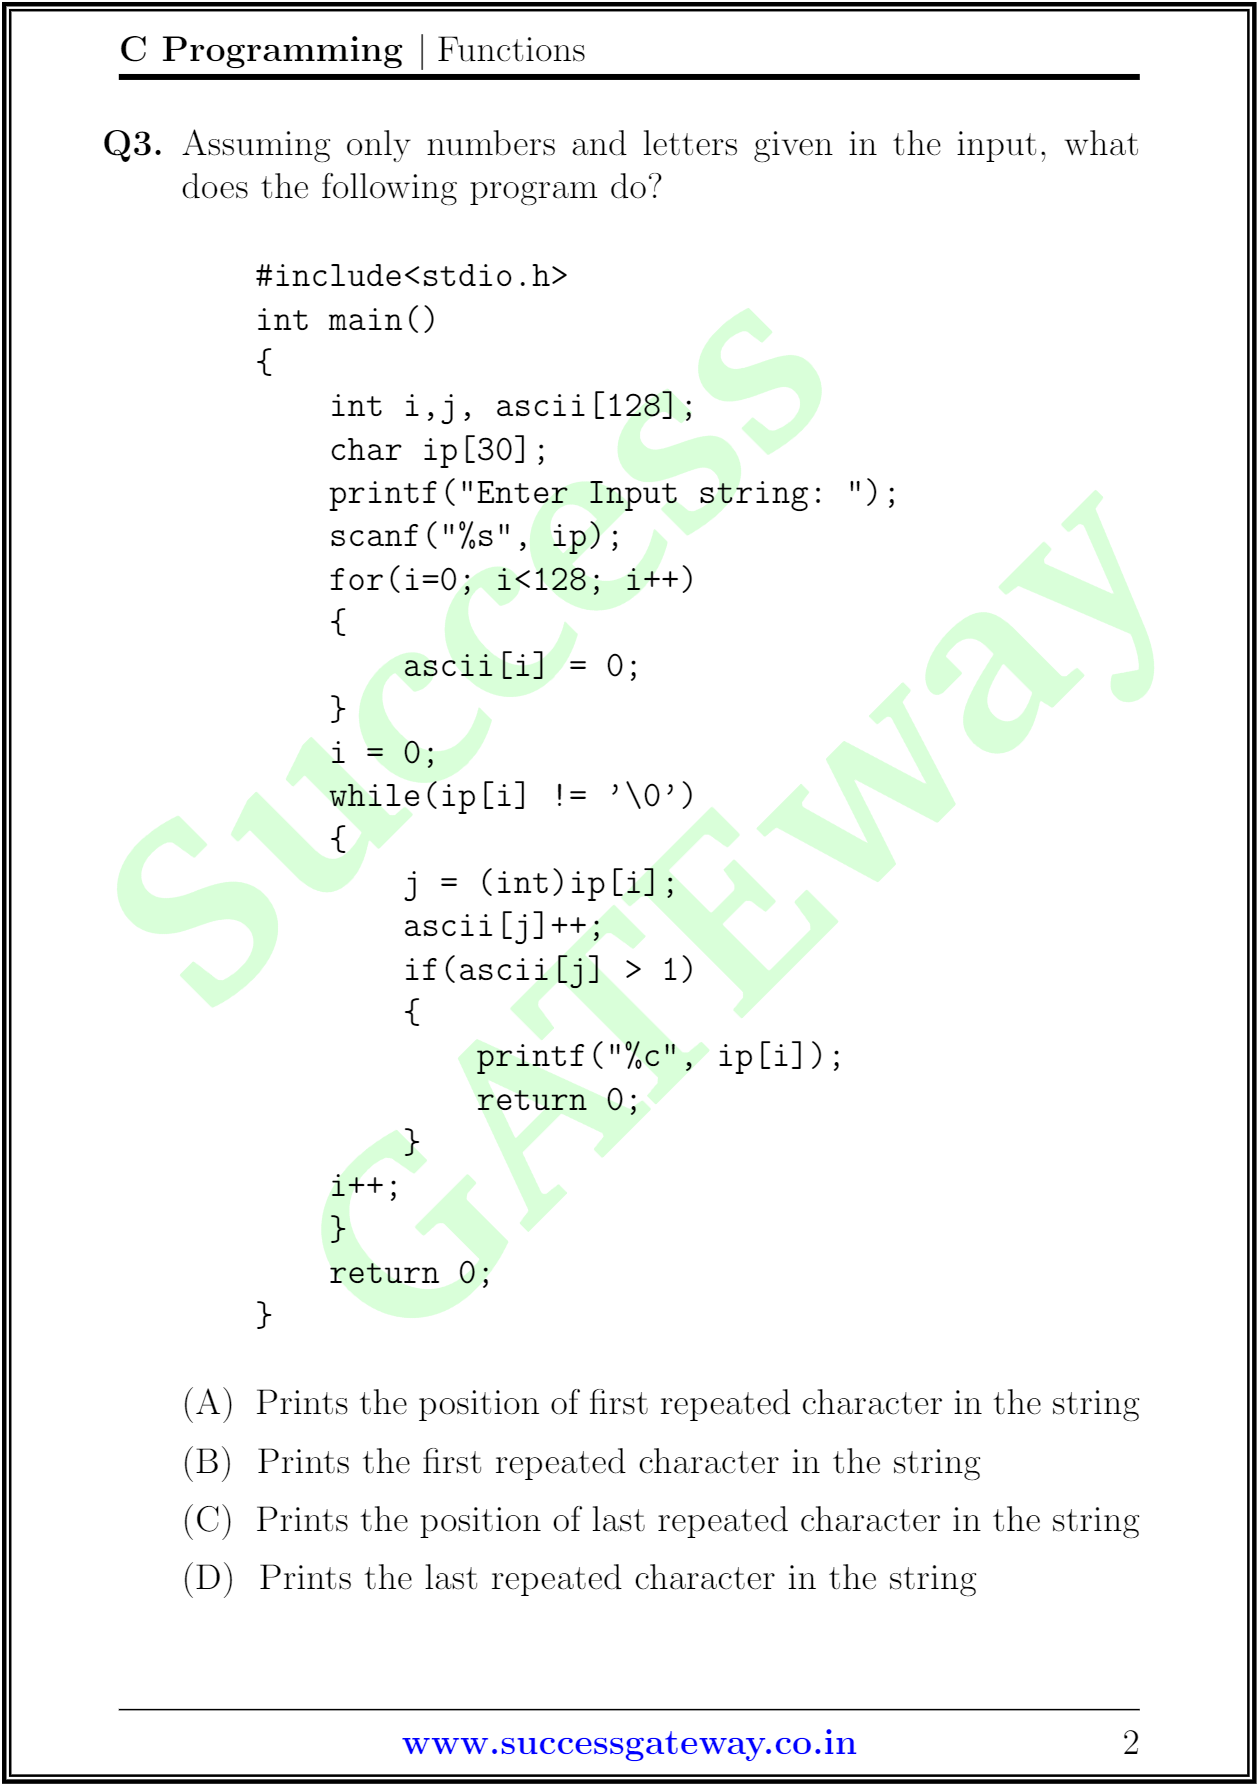 C Programming | Functions
Q3. Assuming only numbers and letters given in the input, what
does the following program do?
#include<stdio.h>
int main()
{
int i,j, ascii[128];
char ip[30];
printf("Enter Input string: ");
scanf("%s", ip);
for(i=0; i<128; i++)
{
ascii[i] = 0;
}
i = 0;
while(ip[i] != '\0')
{
j = (int)ip[i];
ascii[j]++;
if(ascii[j] > 1)
{
printf("%c", ip[i]);
return 0;
}
i++;
}
return 0;
}
(A) Prints the position of first repeated character in the string
(B) Prints the first repeated character in the string
(C) Prints the position of last repeated character in the string
(D) Prints the last repeated character in the string
www.successgateway.co.in 2
Success
GATEway